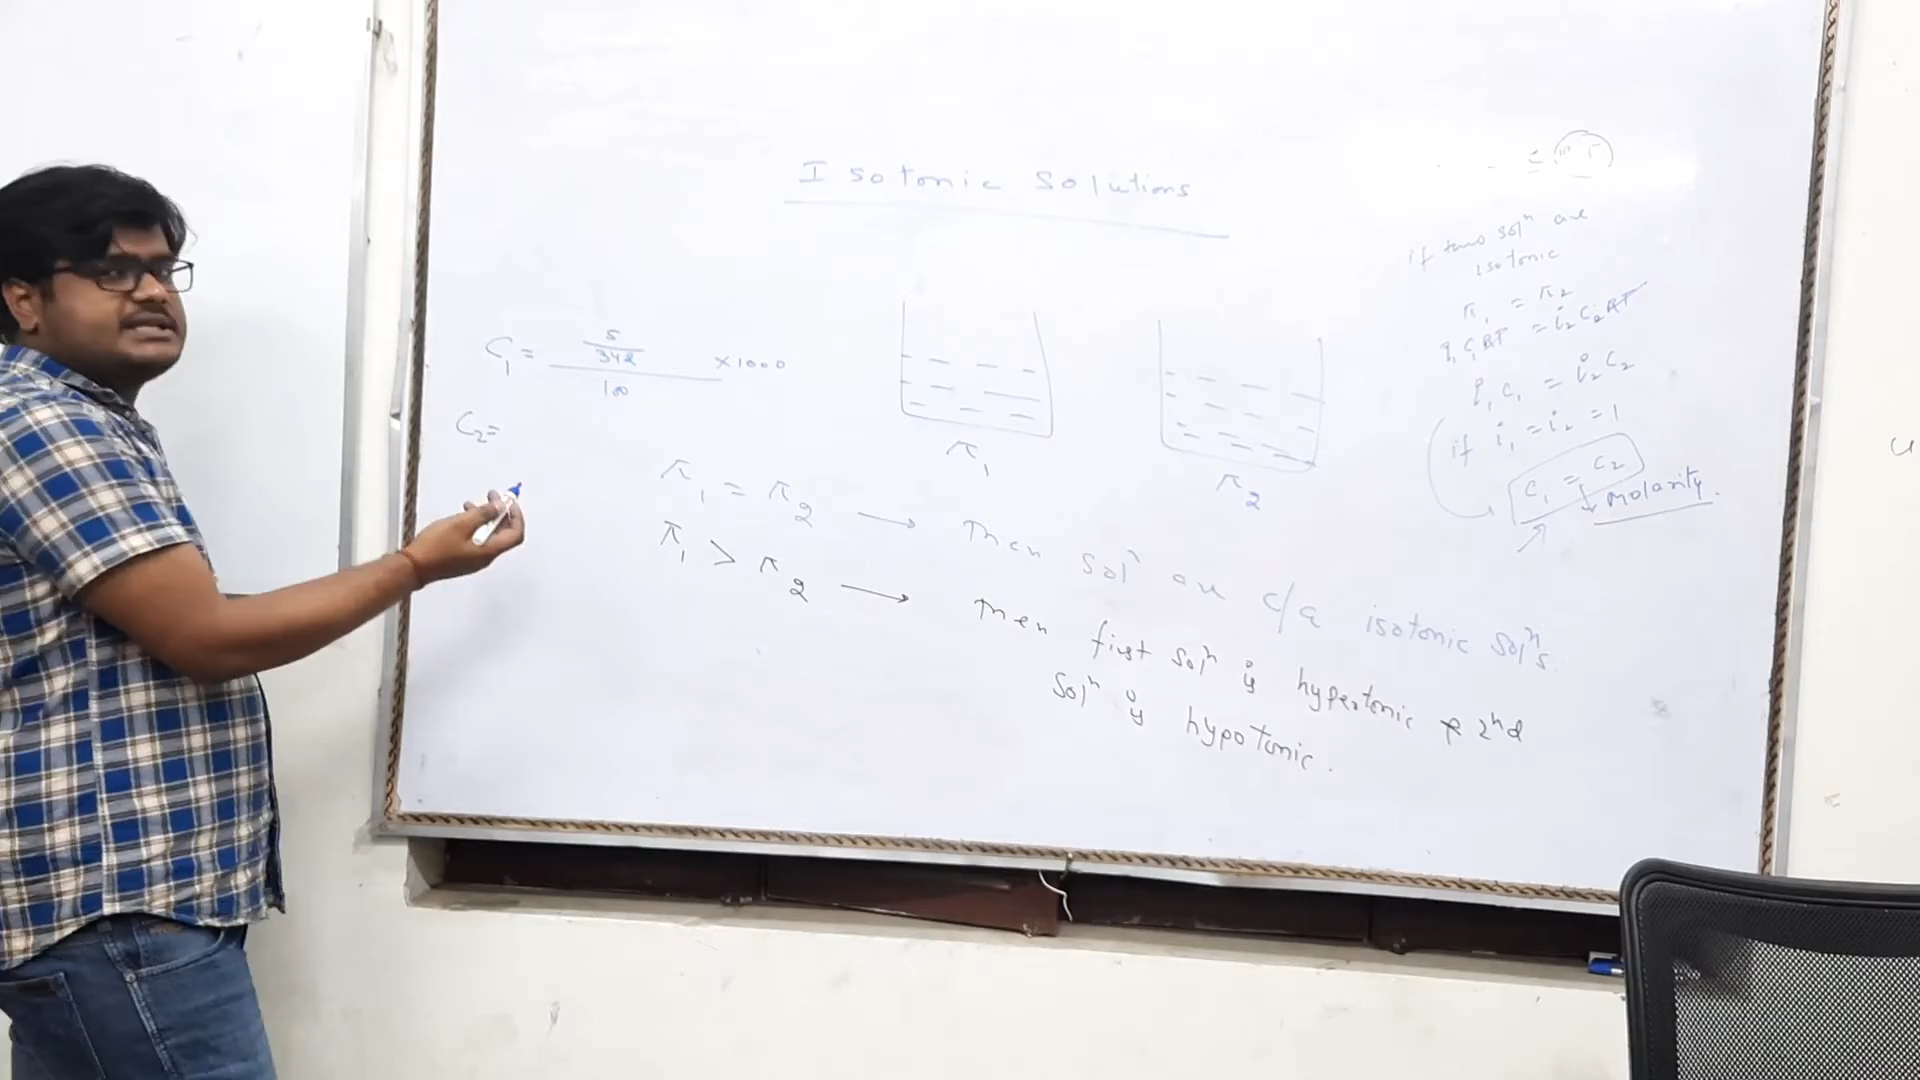 Isotonic Solutions
C₁ = 5/342 / 100 ×1000
C₂=
π₁
π₂
π₁ = π₂ → Then solⁿ are c/a isotonic solⁿs.
π₁ > π₂ → Then first solⁿ is hypertonic & 2nd
solⁿ is hypotonic.
if two solⁿ are
isotonic
π₁ = π₂
i₁C₁RT = i₂C₂RT
i₁C₁ = i₂C₂
if i₁ = i₂ = 1
C₁ = C₂
↳ molarity.